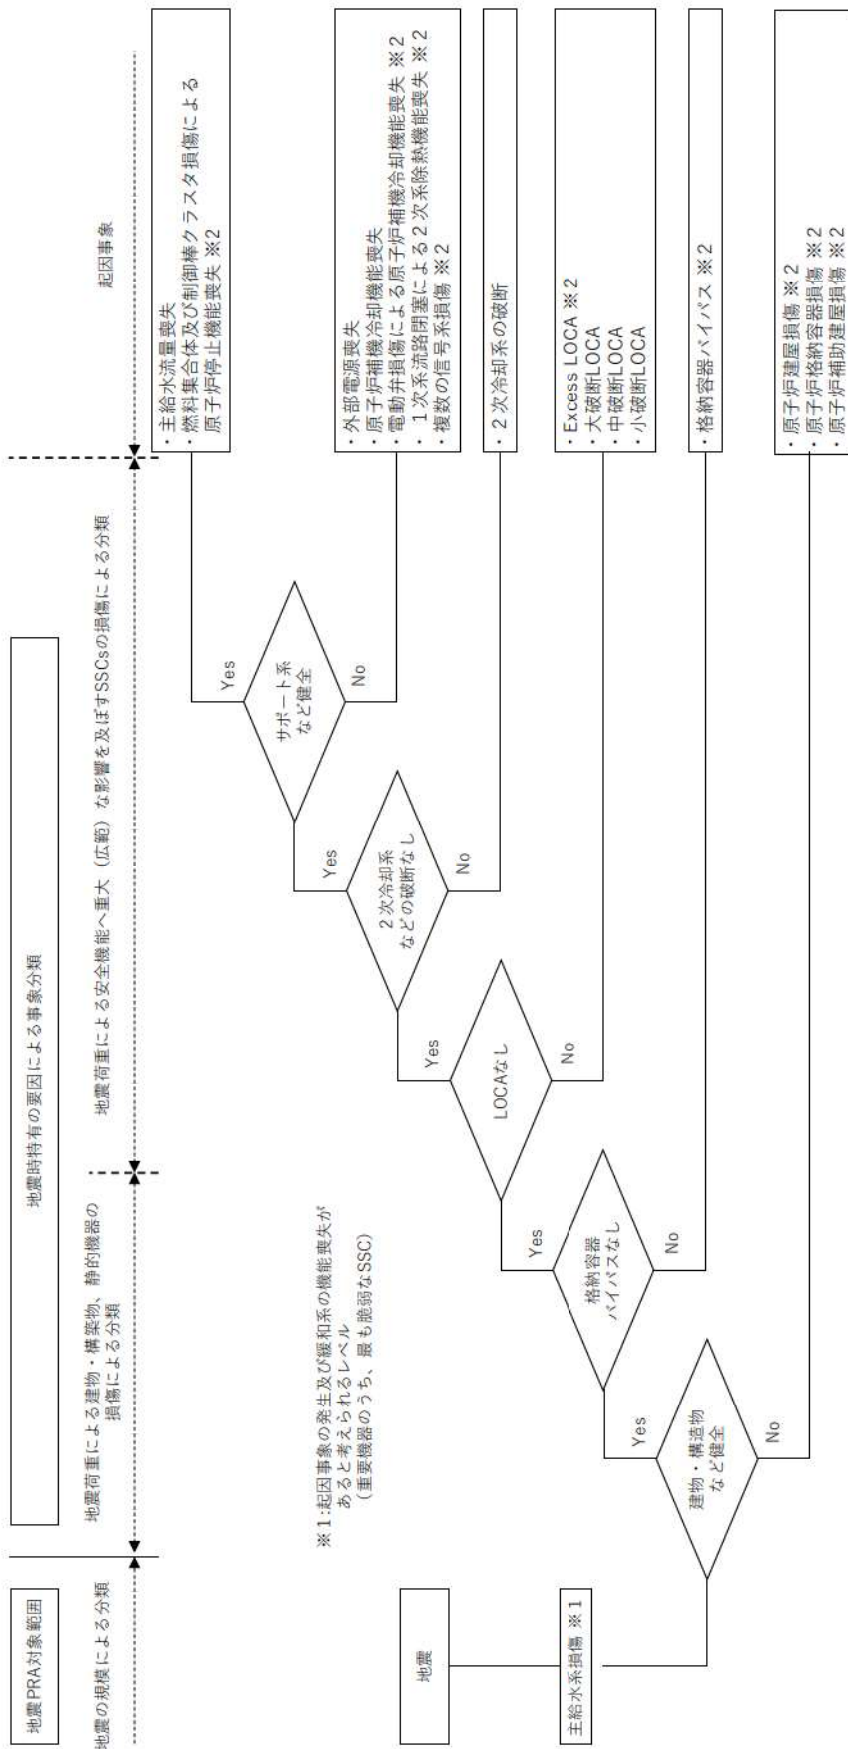 地震PRA対象範囲
地震時特有の要因による事象分類
地震の規模による分類
地震荷重による建物・構築物、静的機器の
損傷による分類
地震荷重による安全機能へ重大（広範）な影響を及ぼすSSCsの損傷による分類
起因事象
地震
主給水系損傷 ※1
建物・構造物
など健全
Yes
No
格納容器
バイパスなし
Yes
No
LOCAなし
Yes
No
2次冷却系
などの破断なし
Yes
No
サポート系
など健全
Yes
No
・主給水流量喪失
・燃料集合体及び制御棒クラスタ損傷による
原子炉停止機能喪失 ※2
・外部電源喪失
・原子炉補機冷却機能喪失
・電動弁損傷による原子炉補機冷却機能喪失 ※2
・1次系流路閉塞による2次系除熱機能喪失 ※2
・複数の信号系損傷 ※2
・2次冷却系の破断
・Excess LOCA ※2
・大破断LOCA
・中破断LOCA
・小破断LOCA
・格納容器バイパス ※2
・原子炉建屋損傷 ※2
・原子炉格納容器損傷 ※2
・原子炉補助建屋損傷 ※2
※1:起因事象の発生及び緩和系の機能喪失が
あると考えられるレベル
（重要機器のうち、最も脆弱なSSC）